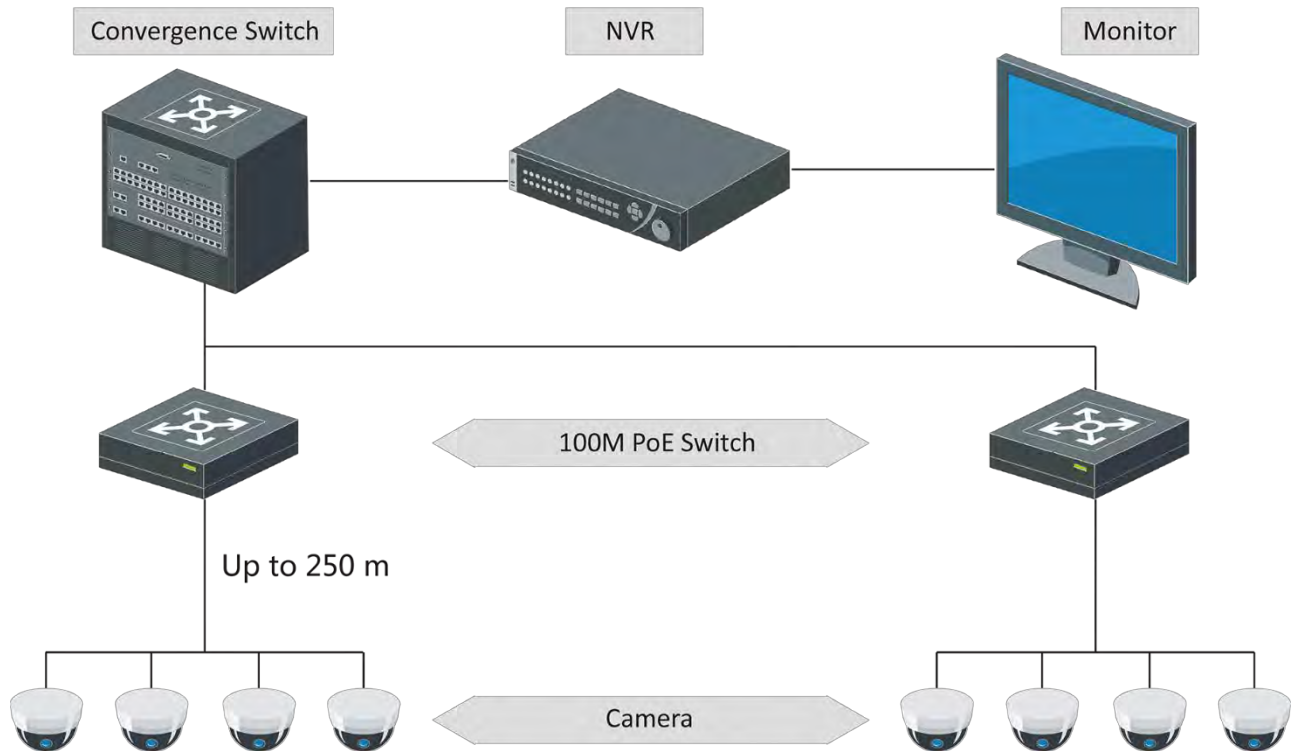 Convergence Switch
NVR
Monitor
100M PoE Switch
Up to 250 m
Camera